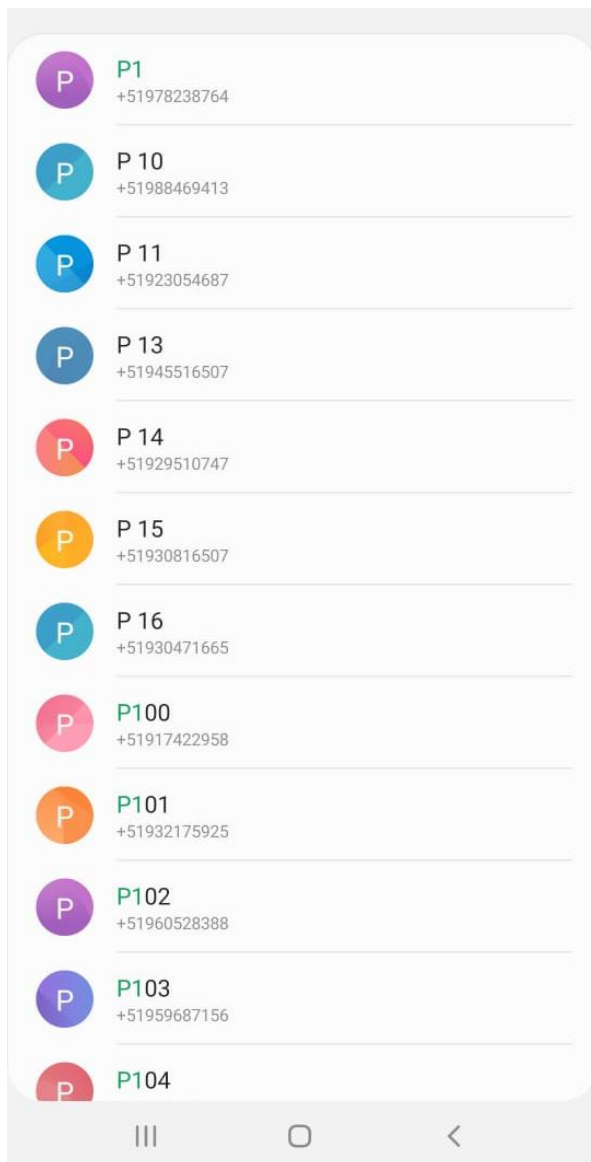 P
P1
+51978238764
P
P 10
+51988469413
P
P 11
+51923054687
P
P 13
+51945516507
P
P 14
+51929510747
P
P 15
+51930816507
P
P 16
+51930471665
P
P100
+51917422958
P
P101
+51932175925
P
P102
+51960528388
P
P103
+51959687156
P
P104